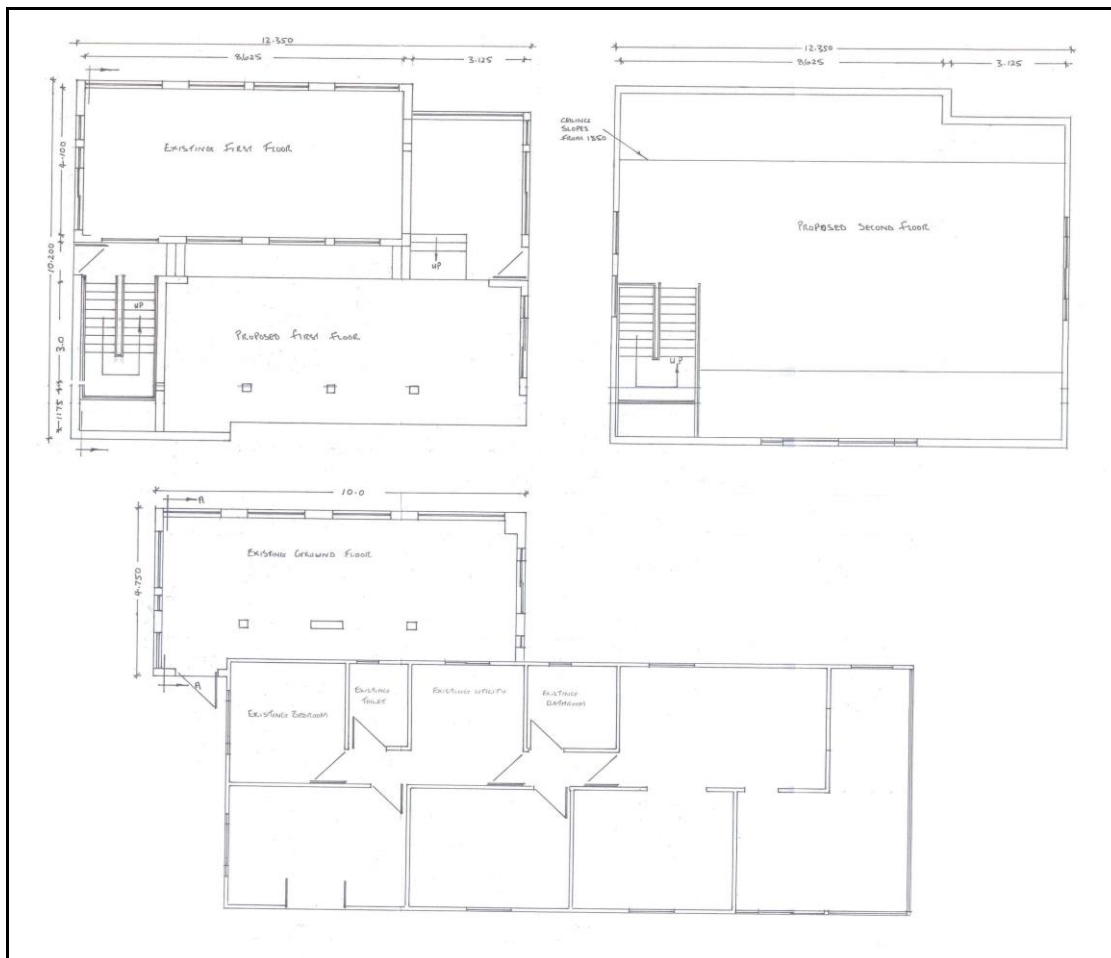 12.350
8.625
3.125
4.100
10.200
3.0
1.175
EXISTING FIRST FLOOR
UP
UP
PROPOSED FIRST FLOOR
12.350
8.625
3.125
CEILING
SLOPES
FROM 1350
PROPOSED SECOND FLOOR
UP
10.0
A
4.750
EXISTING GROUND FLOOR
A
EXISTING BEDROOM
EXISTING
TOILET
EXISTING UTILITY
EXISTING
BATHROOM